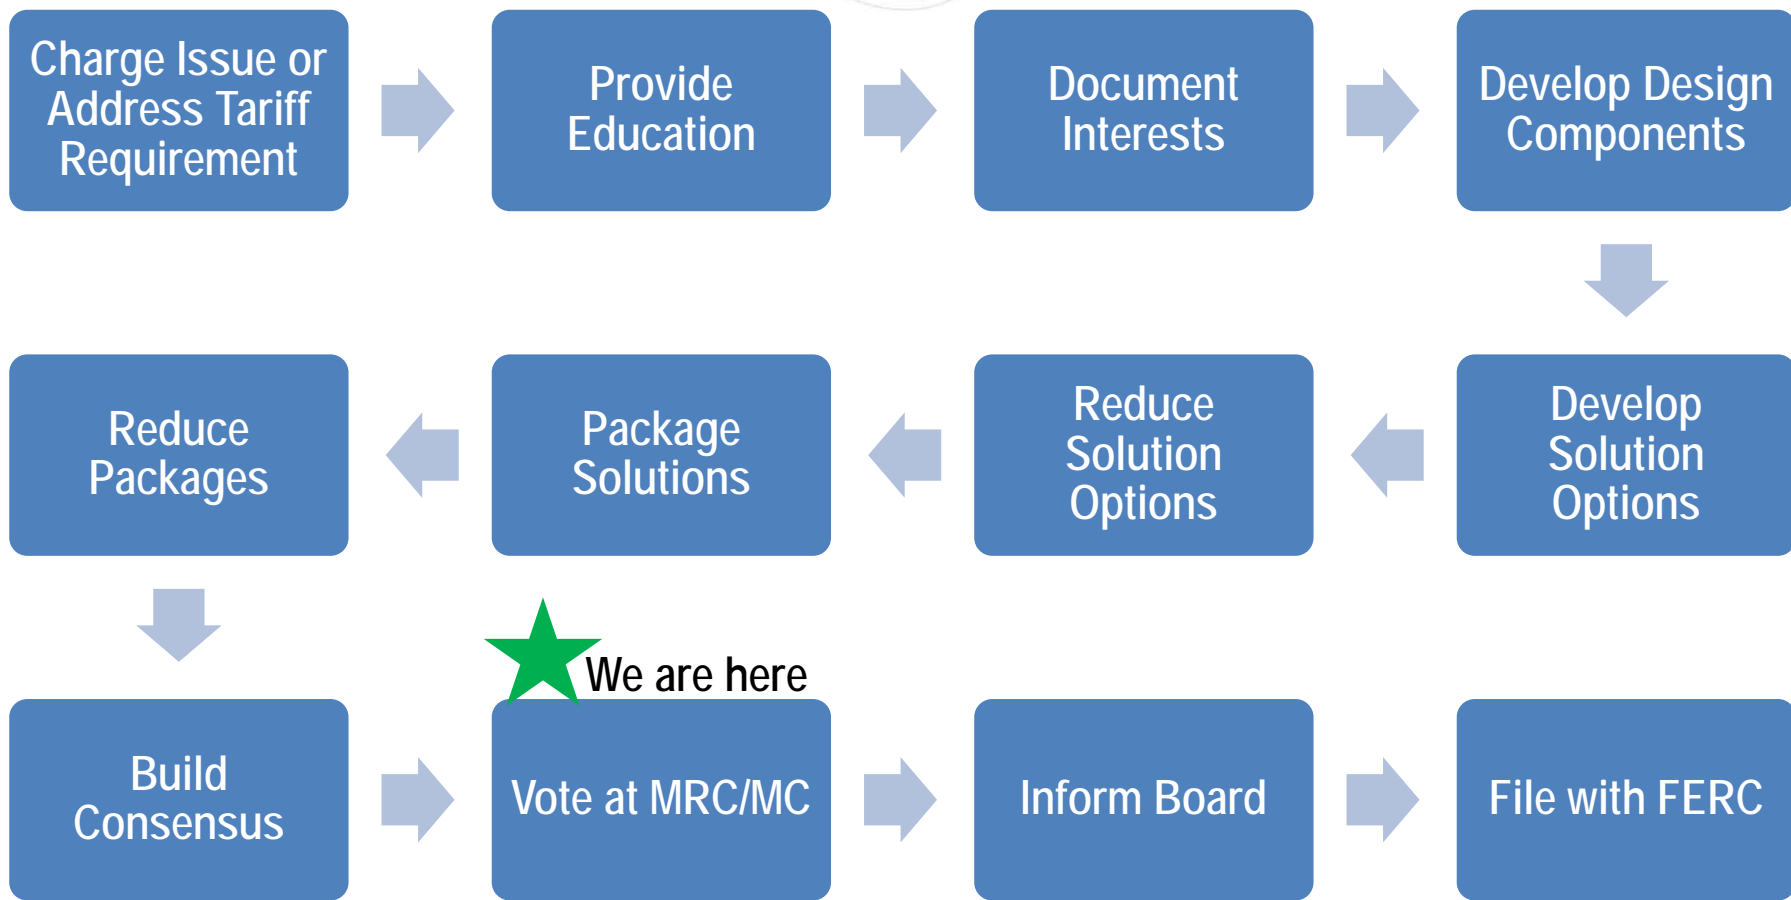 Charge Issue or
Address Tariff
Requirement
Provide
Education
Document
Interests
Develop Design
Components
Develop
Solution
Options
Reduce
Solution
Options
Package
Solutions
Reduce
Packages
Build
Consensus
We are here
Vote at MRC/MC
Inform Board
File with FERC